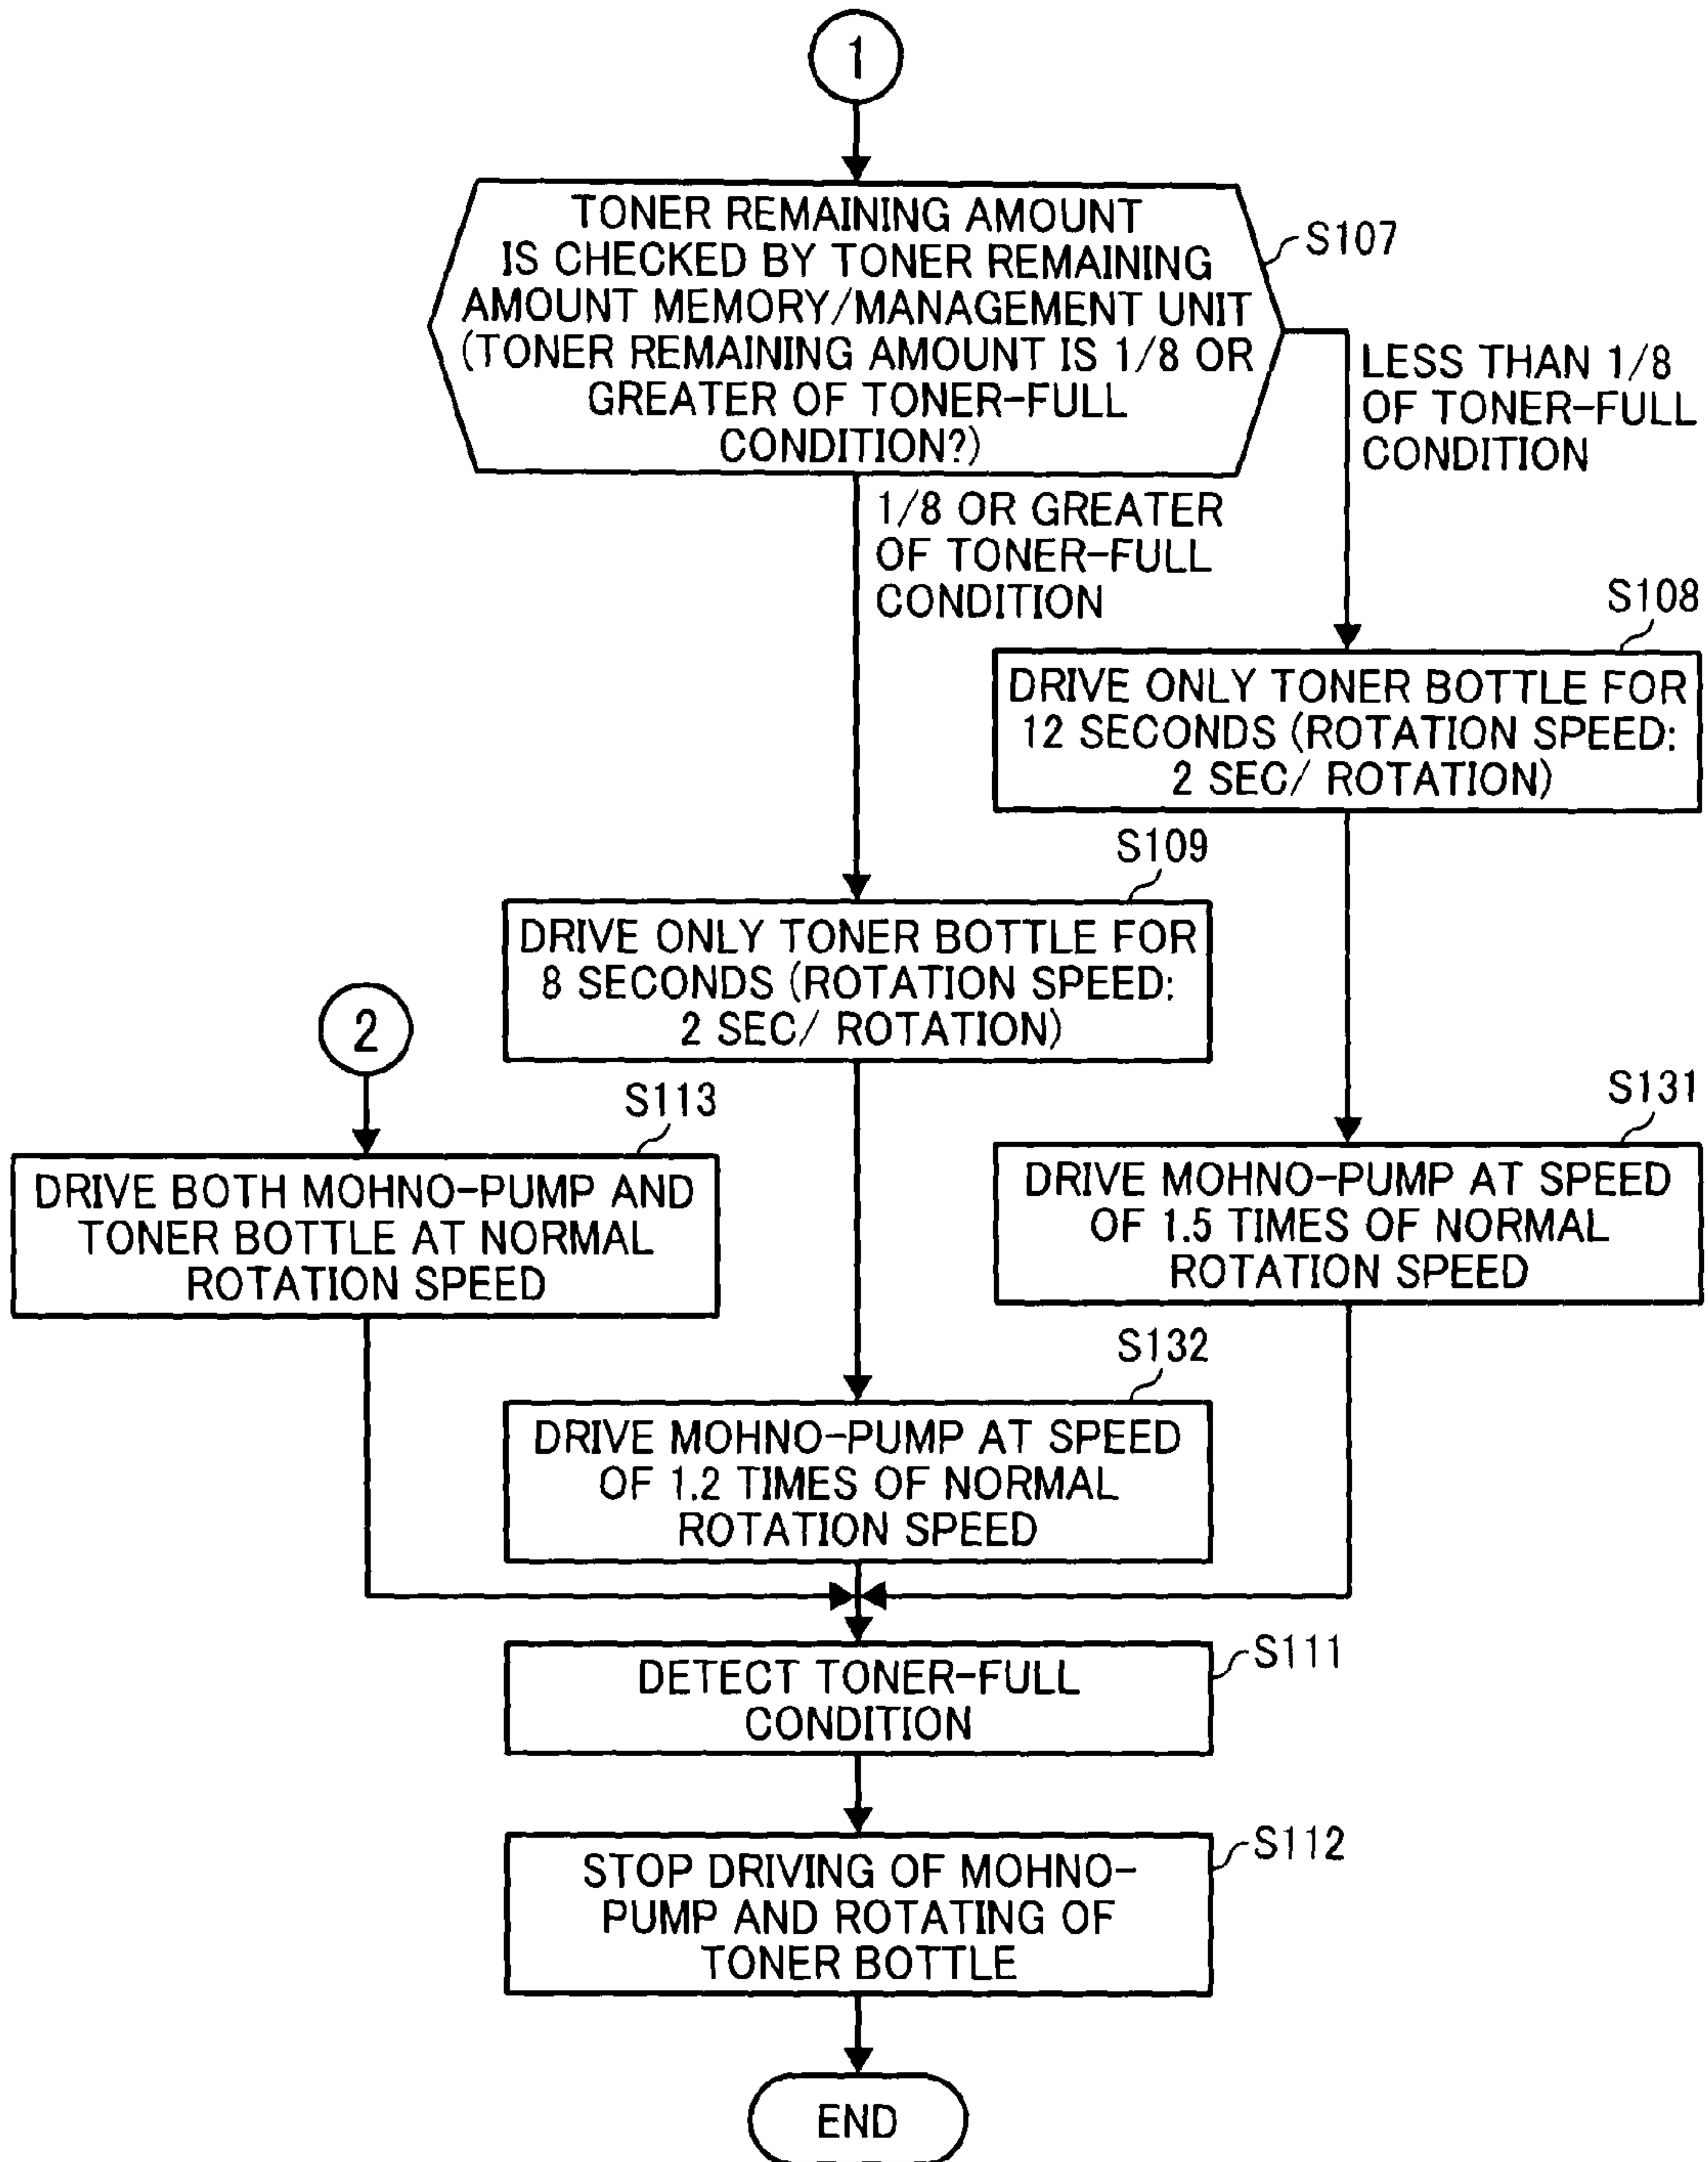 1
TONER REMAINING AMOUNT
IS CHECKED BY TONER REMAINING
AMOUNT MEMORY/MANAGEMENT UNIT
(TONER REMAINING AMOUNT IS 1/8 OR
GREATER OF TONER-FULL
CONDITION?)
S107
LESS THAN 1/8
OF TONER-FULL
CONDITION
1/8 OR GREATER
OF TONER-FULL
CONDITION
S108
DRIVE ONLY TONER BOTTLE FOR
12 SECONDS (ROTATION SPEED:
2 SEC/ ROTATION)
S109
DRIVE ONLY TONER BOTTLE FOR
8 SECONDS (ROTATION SPEED:
2 SEC/ ROTATION)
2
S113
DRIVE BOTH MOHNO-PUMP AND
TONER BOTTLE AT NORMAL
ROTATION SPEED
S131
DRIVE MOHNO-PUMP AT SPEED
OF 1.5 TIMES OF NORMAL
ROTATION SPEED
S132
DRIVE MOHNO-PUMP AT SPEED
OF 1.2 TIMES OF NORMAL
ROTATION SPEED
S111
DETECT TONER-FULL
CONDITION
S112
STOP DRIVING OF MOHNO-
PUMP AND ROTATING OF
TONER BOTTLE
END